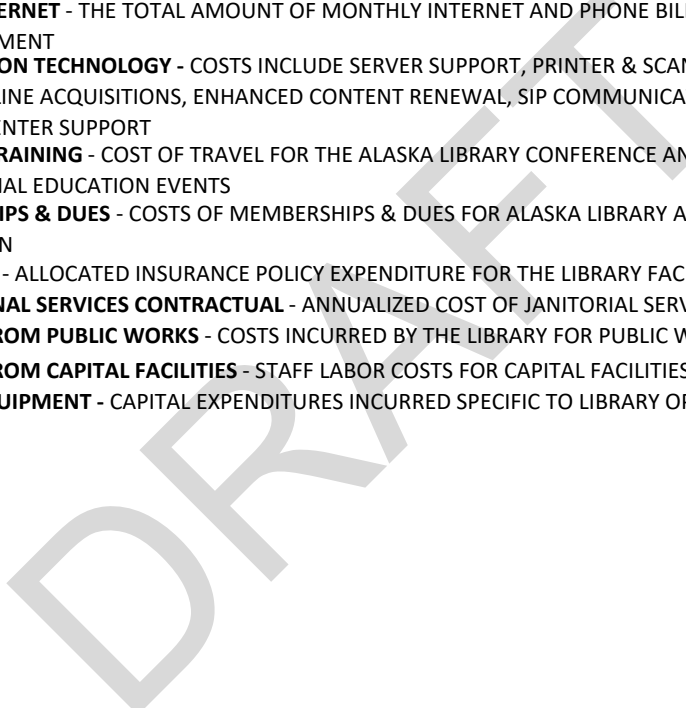 ERNET - THE TOTAL AMOUNT OF MONTHLY INTERNET AND PHONE BIL
MENT
ON TECHNOLOGY - COSTS INCLUDE SERVER SUPPORT, PRINTER & SCAN
INE ACQUISITIONS, ENHANCED CONTENT RENEWAL, SIP COMMUNICA
ENTER SUPPORT
RAINING - COST OF TRAVEL FOR THE ALASKA LIBRARY CONFERENCE AN
NAL EDUCATION EVENTS
IPS & DUES - COSTS OF MEMBERSHIPS & DUES FOR ALASKA LIBRARY A
N
- ALLOCATED INSURANCE POLICY EXPENDITURE FOR THE LIBRARY FAC
NAL SERVICES CONTRACTUAL - ANNUALIZED COST OF JANITORIAL SERV
ROM PUBLIC WORKS - COSTS INCURRED BY THE LIBRARY FOR PUBLIC W
ROM CAPITAL FACILITIES - STAFF LABOR COSTS FOR CAPITAL FACILITIES
QUIPMENT - CAPITAL EXPENDITURES INCURRED SPECIFIC TO LIBRARY OP
DRAFT